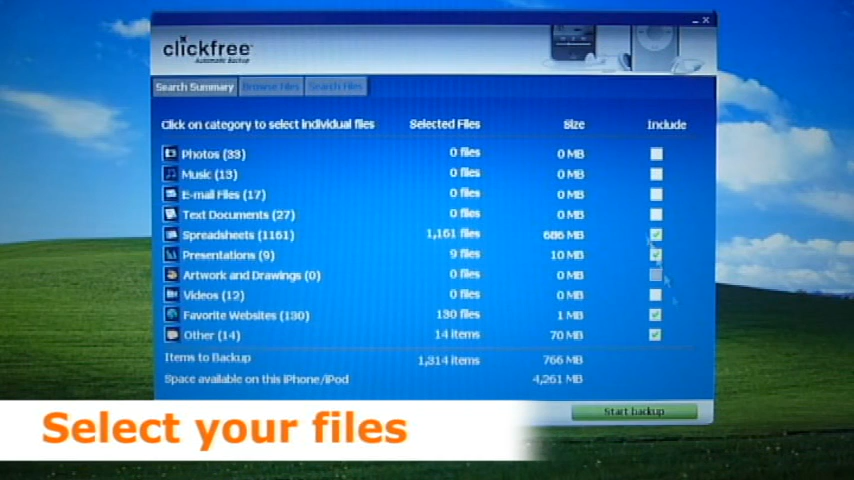 clickfree
Automatic Backup
Search Summary Browse Files Search Files
Click on category to select individual files Selected Files Size Include
Photos (33) 0 files 0 MB
Music (13) 0 files 0 MB
E-mail Files (17) 0 files 0 MB
Text Documents (27) 0 files 0 MB
Spreadsheets (1161) 1,161 files 686 MB
Presentations (9) 9 files 10 MB
Artwork and Drawings (0) 0 files 0 MB
Videos (12) 0 files 0 MB
Favorite Websites (130) 130 files 1 MB
Other (14) 14 items 70 MB
Items to Backup 1,314 items 766 MB
Space available on this iPhone/iPod 4,261 MB
Start backup
Select your files